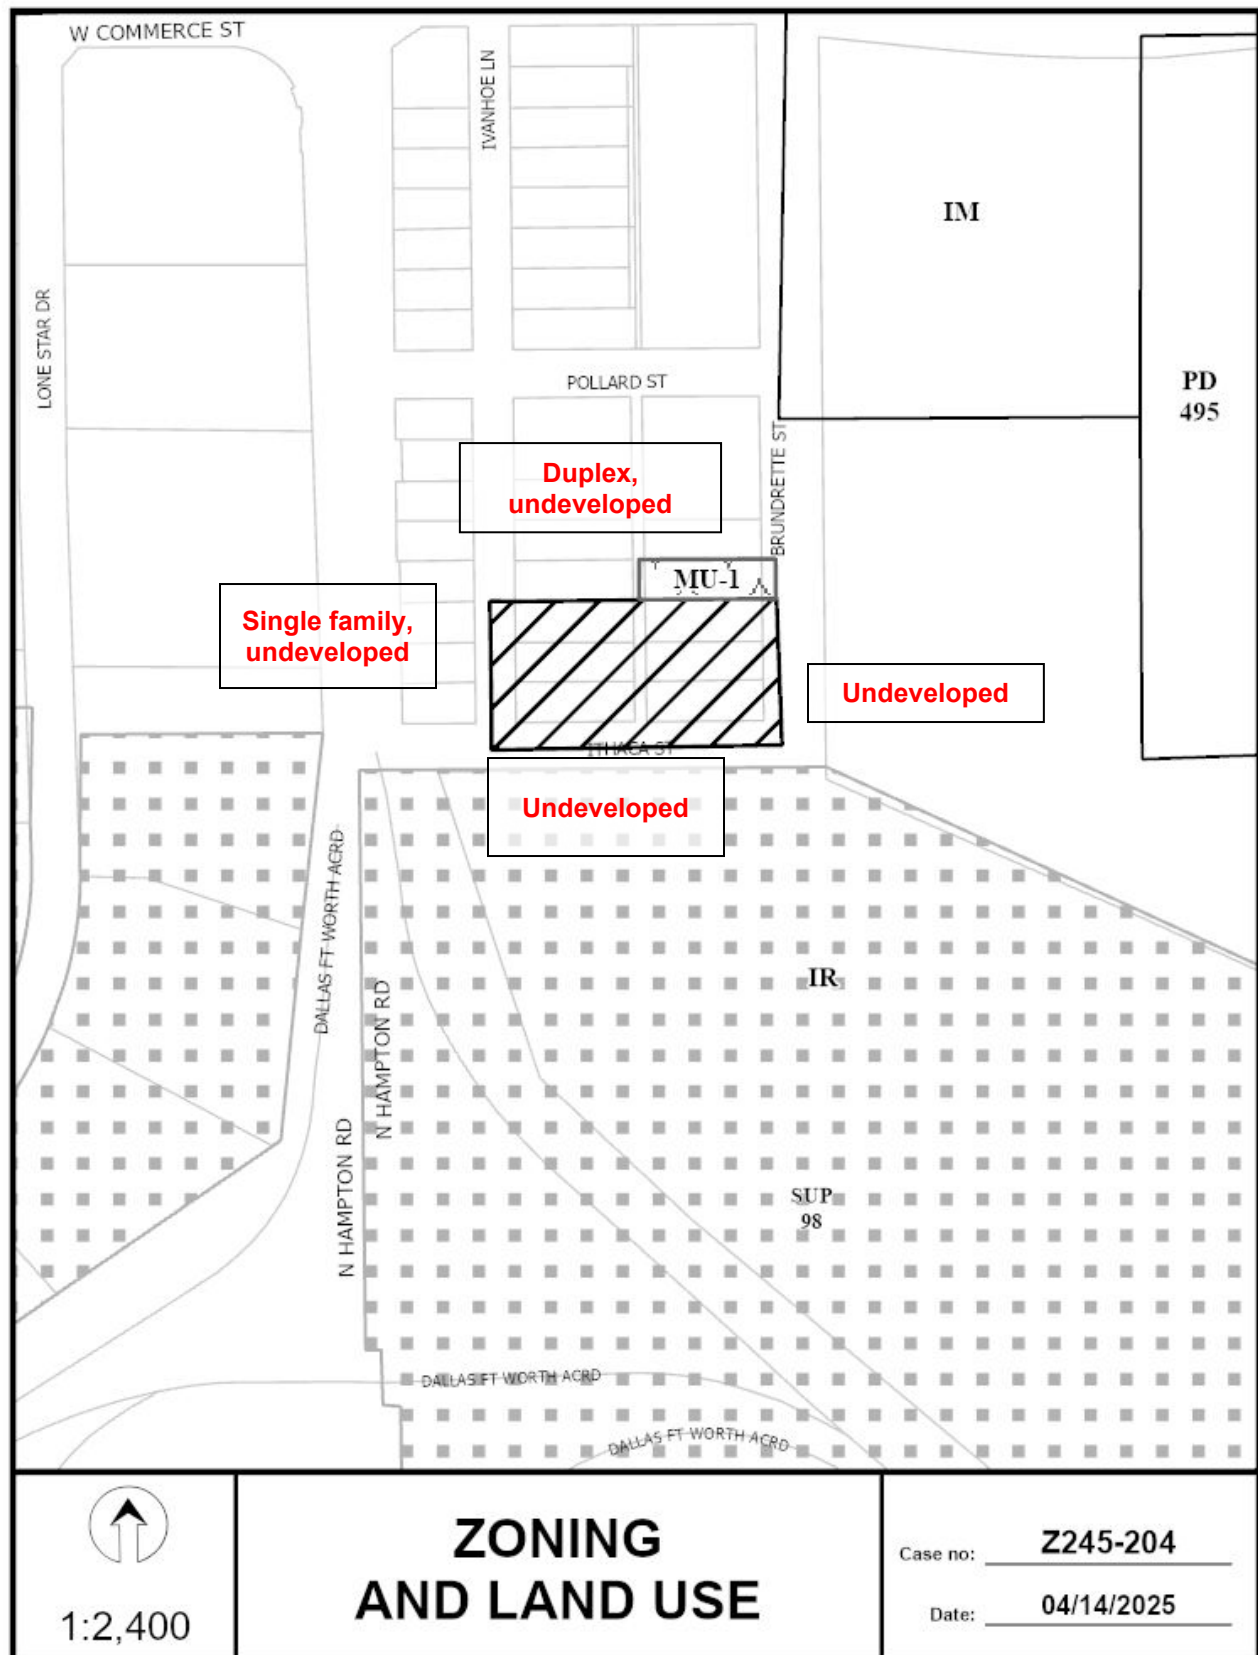 W COMMERCE ST
IVANHOE LN
IM
LONE STAR DR
POLLARD ST
PD
495
BRUNDRETTE ST
Duplex,
undeveloped
MU-1
Single family,
undeveloped
Undeveloped
ITHACA ST
Undeveloped
DALLAS FT WORTH ACRD
N HAMPTON RD
IR
N HAMPTON RD
SUP
98
DALLAS FT WORTH ACRD
DALLAS FT WORTH ACRD
1:2,400
ZONING
AND LAND USE
Case no: Z245-204
Date: 04/14/2025